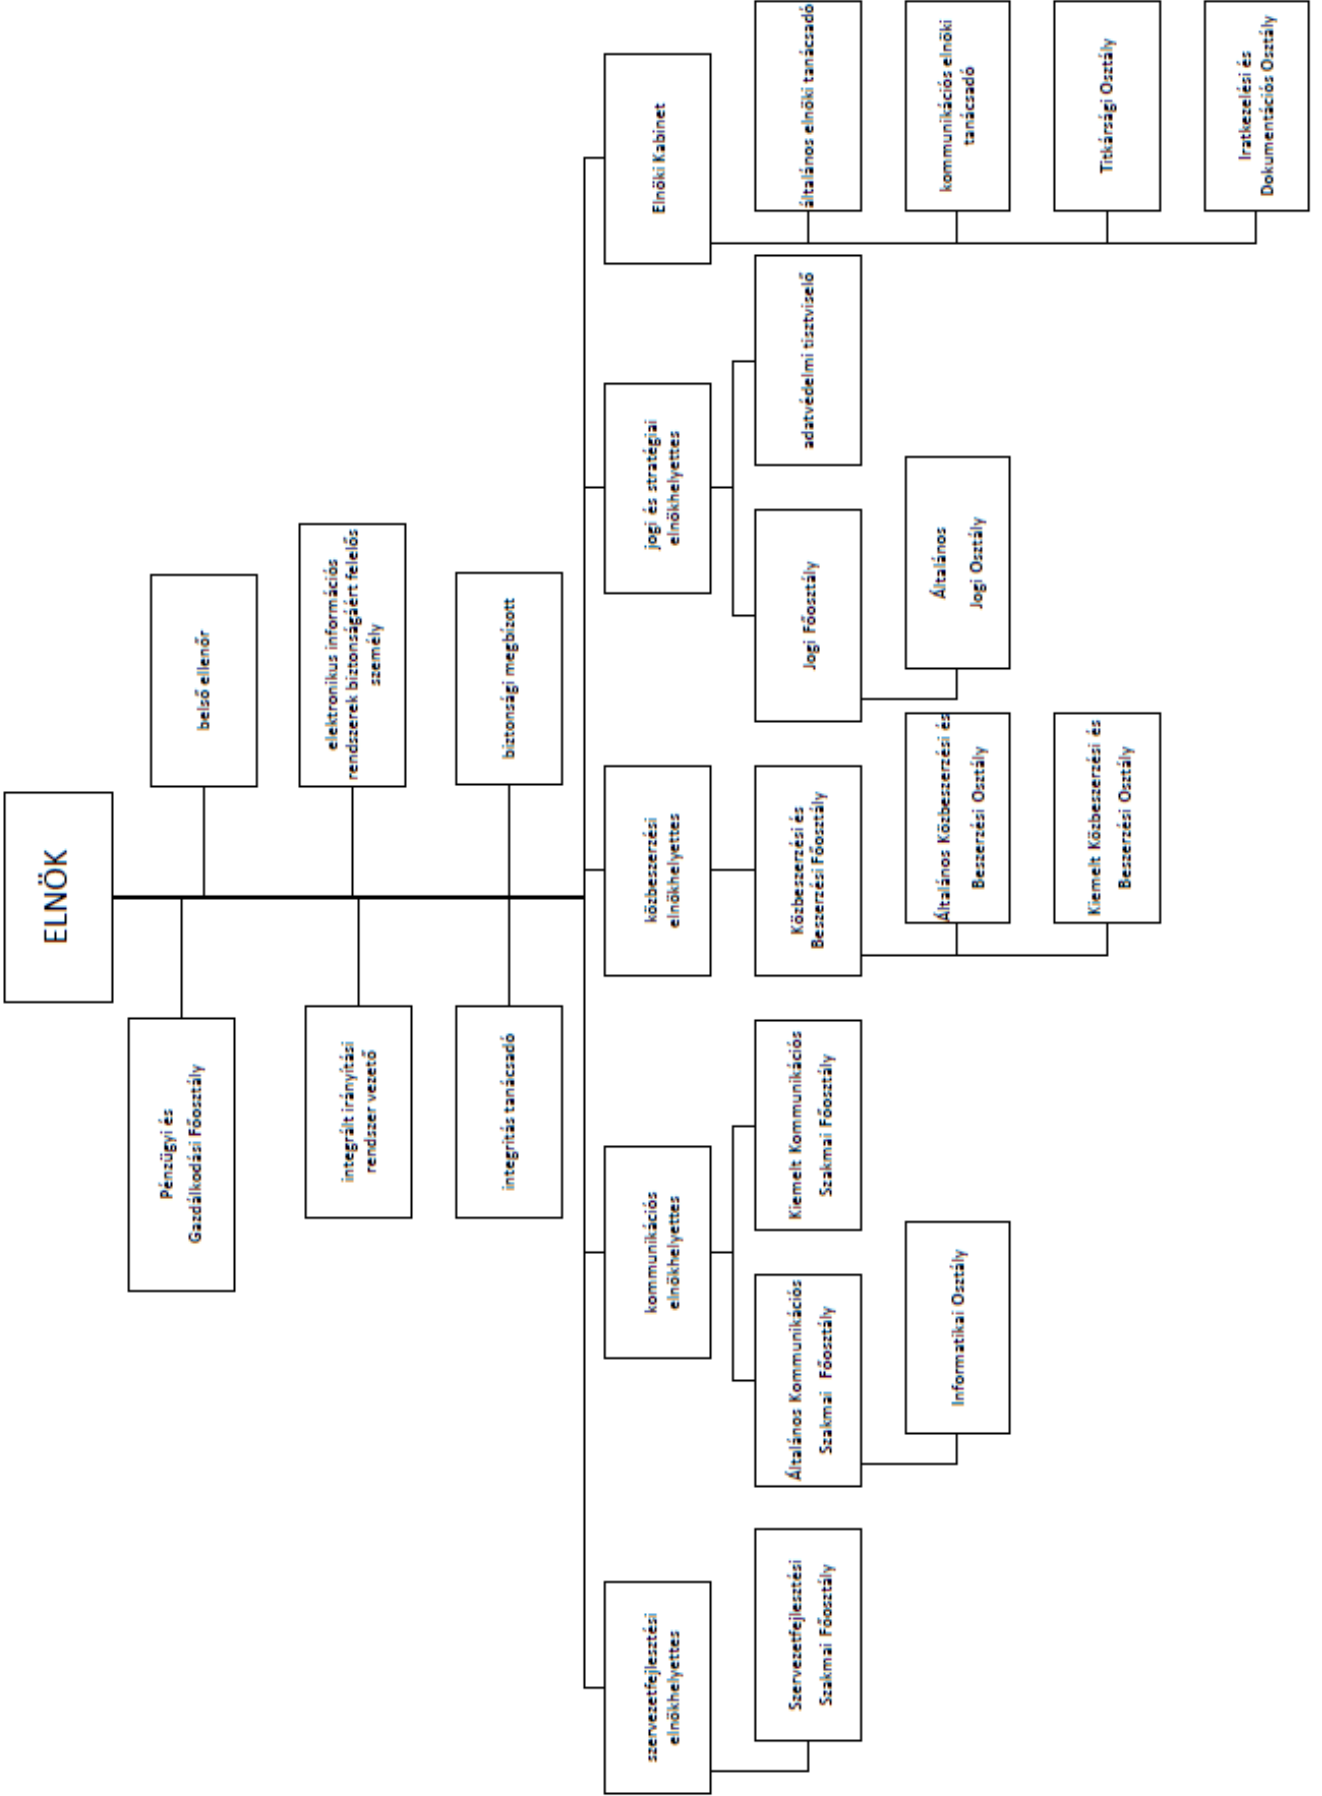 ELNÖK
Pénzügyi és
Gazdálkodási Főosztály
belső ellenőr
integrált irányítási
rendszer vezető
elektronikus információs
rendszerek biztonságáért felelős
személy
integritás tanácsadó
biztonsági megbízott
szervezetfejlesztési
elnökhelyettes
kommunikációs
elnökhelyettes
közbeszerzési
elnökhelyettes
jogi és stratégiai
elnökhelyettes
Elnöki Kabinet
Szervezetfejlesztési
Szakmai Főosztály
Általános Kommunikációs
Szakmai Főosztály
Kiemelt Kommunikációs
Szakmai Főosztály
Közbeszerzési és
Beszerzési Főosztály
Jogi Főosztály
adatvédelmi tisztviselő
általános elnöki tanácsadó
Informatikai Osztály
Általános Közbeszerzési és
Beszerzési Osztály
Általános
Jogi Osztály
kommunikációs elnöki
tanácsadó
Kiemelt Közbeszerzési és
Beszerzési Osztály
Titkársági Osztály
Iratkezelési és
Dokumentációs Osztály